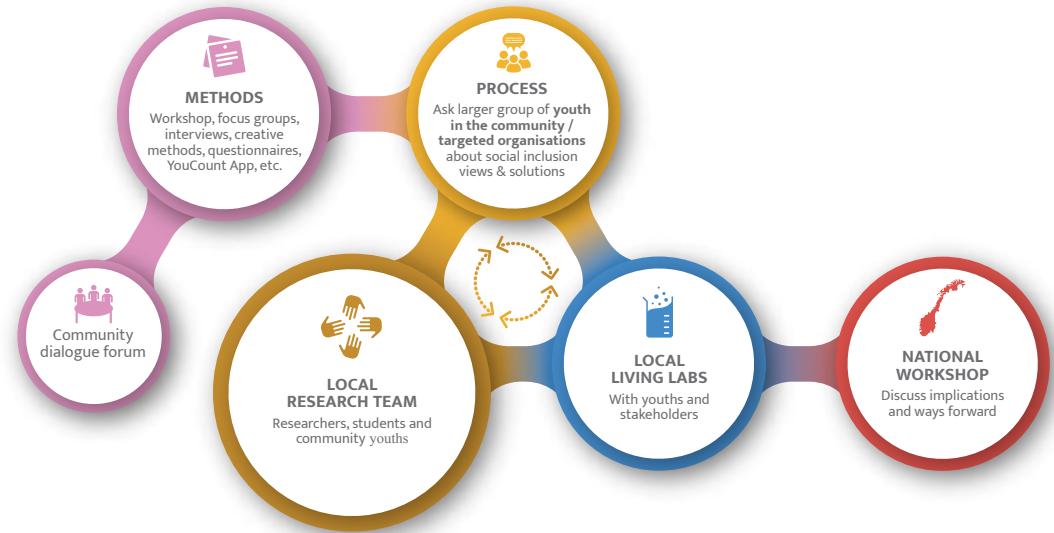 METHODS
Workshop, focus groups,
interviews, creative
methods, questionnaires,
YouCount App, etc.
PROCESS
Ask larger group of youth
in the community /
targeted organisations
about social inclusion
views & solutions
Community
dialogue forum
LOCAL
RESEARCH TEAM
Researchers, students and
community youths
LOCAL
LIVING LABS
With youths and
stakeholders
NATIONAL
WORKSHOP
Discuss implications
and ways forward